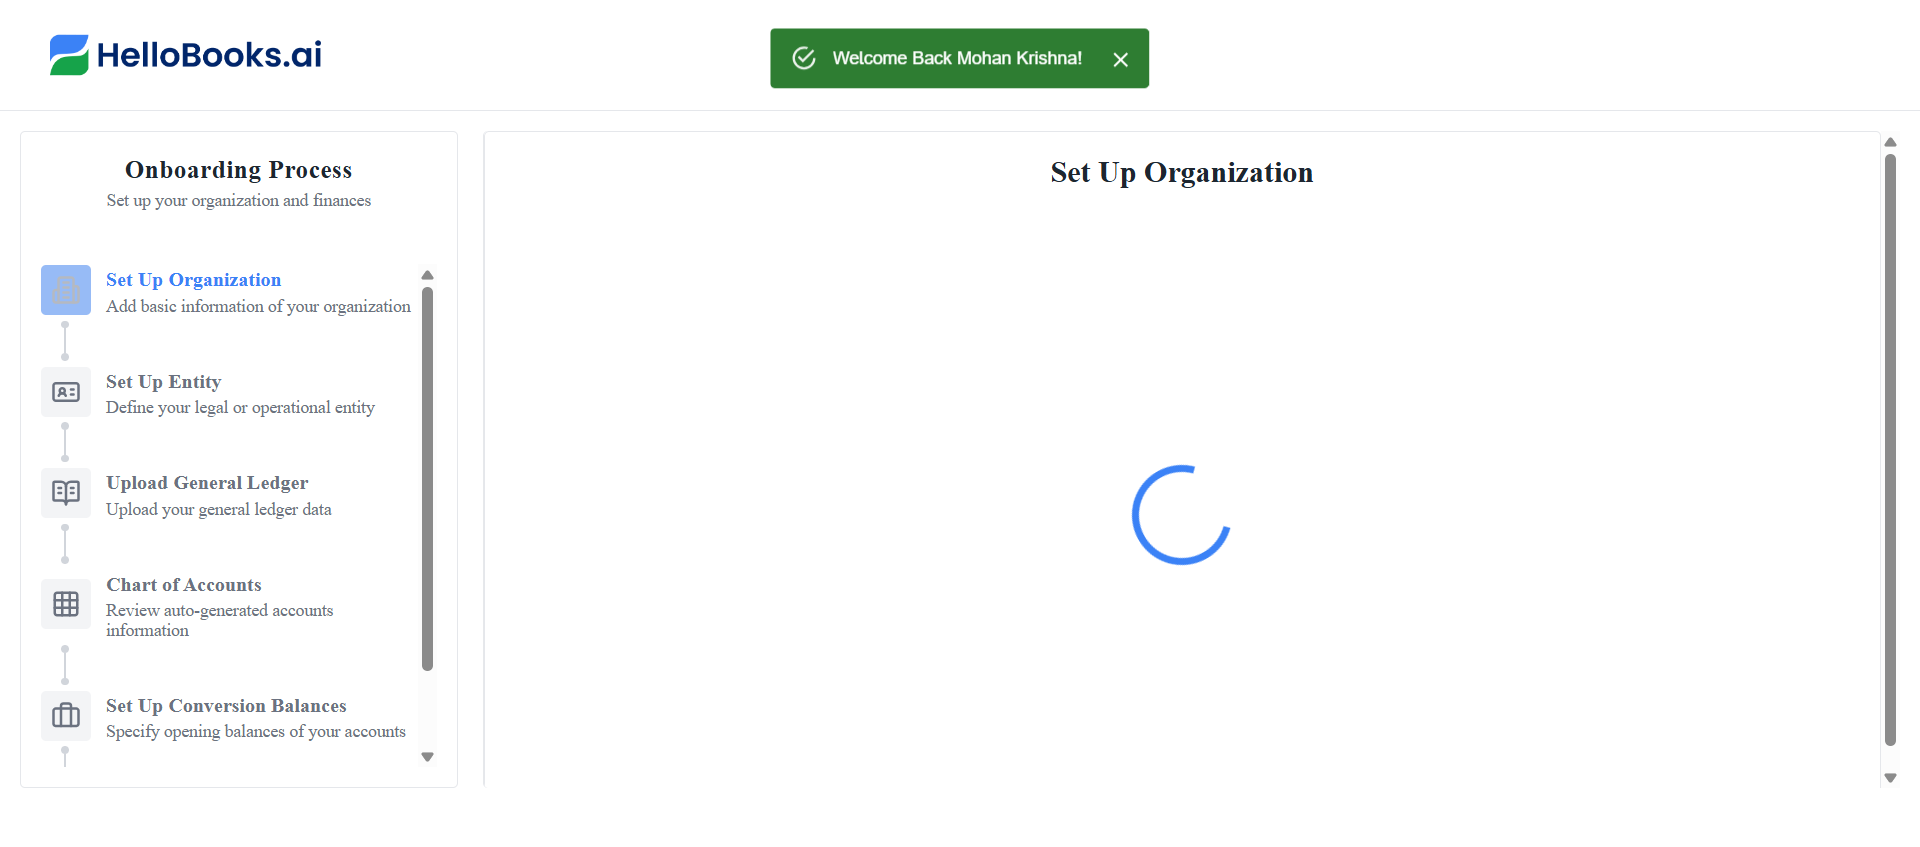 HelloBooks.ai
Welcome Back Mohan Krishna!
Onboarding Process
Set up your organization and finances
Set Up Organization
Add basic information of your organization
Set Up Entity
Define your legal or operational entity
Upload General Ledger
Upload your general ledger data
Chart of Accounts
Review auto-generated accounts
information
Set Up Conversion Balances
Specify opening balances of your accounts
Set Up Organization